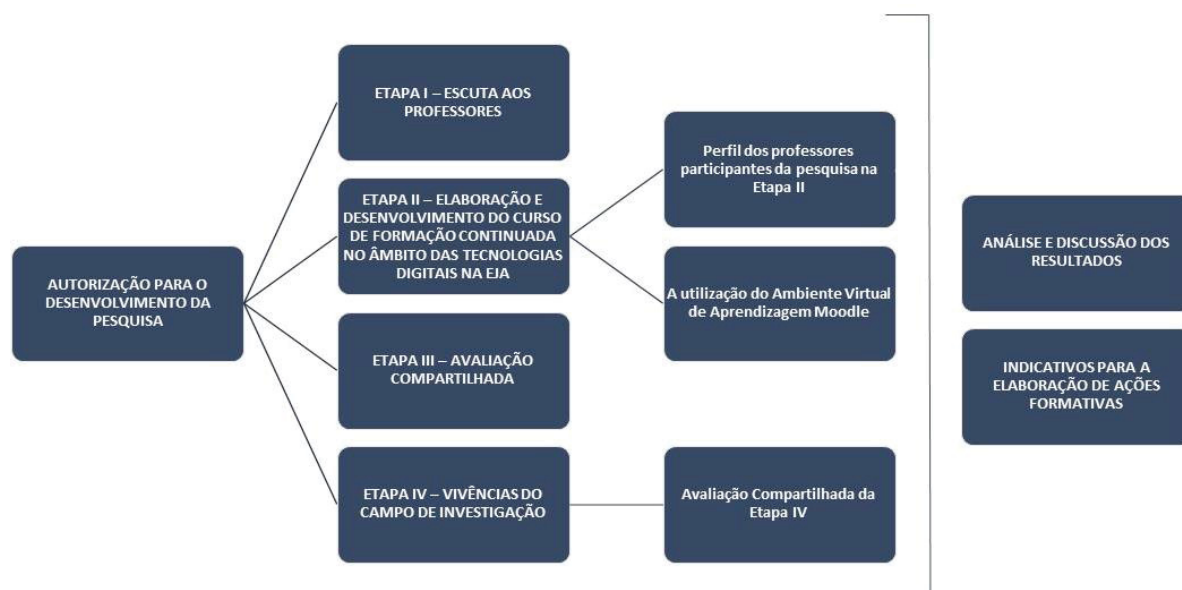 AUTORIZAÇÃO PARA O
DESENVOLVIMENTO DA
PESQUISA
ETAPA I – ESCUTA AOS
PROFESSORES
ETAPA II – ELABORAÇÃO E
DESENVOLVIMENTO DO CURSO
DE FORMAÇÃO CONTINUADA
NO ÂMBITO DAS TECNOLOGIAS
DIGITAIS NA EJA
Perfil dos professores
participantes da pesquisa na
Etapa II
A utilização do Ambiente Virtual
de Aprendizagem Moodle
ETAPA III – AVALIAÇÃO
COMPARTILHADA
ETAPA IV – VIVÊNCIAS DO
CAMPO DE INVESTIGAÇÃO
Avaliação Compartilhada da
Etapa IV
ANÁLISE E DISCUSSÃO DOS
RESULTADOS
INDICATIVOS PARA A
ELABORAÇÃO DE AÇÕES
FORMATIVAS